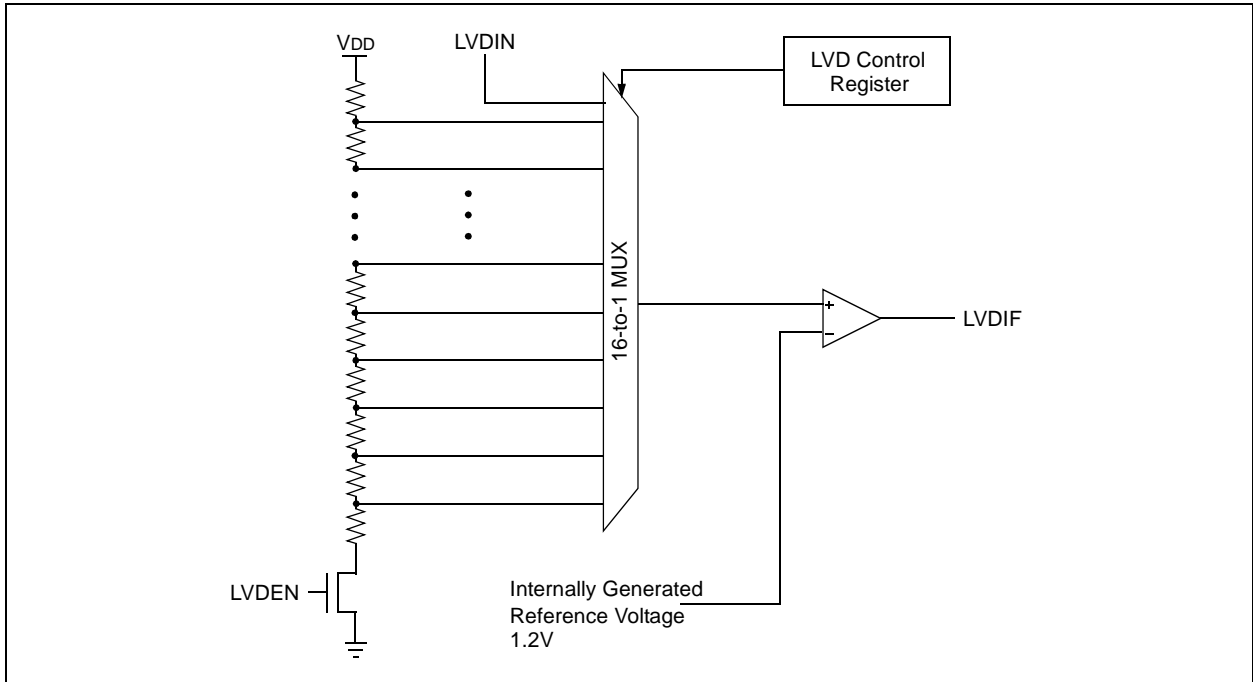 VDD
LVDIN
LVD Control
Register
16-to-1 MUX
+
–
LVDIF
LVDEN
Internally Generated
Reference Voltage
1.2V